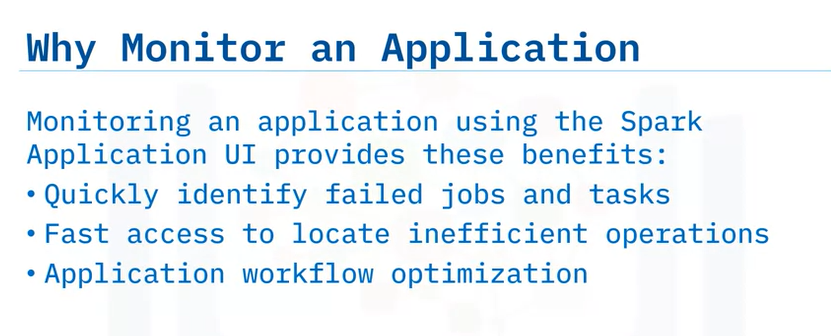 Why Monitor an Application
Monitoring an application using the Spark
Application UI provides these benefits:
• Quickly identify failed jobs and tasks
• Fast access to locate inefficient operations
• Application workflow optimization